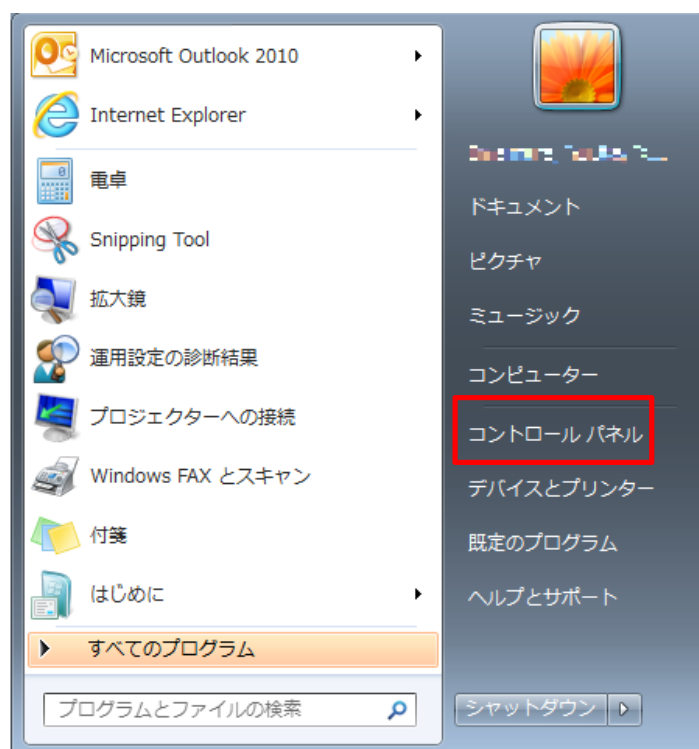 Microsoft Outlook 2010
Internet Explorer
電卓
Snipping Tool
拡大鏡
運用設定の診断結果
プロジェクターへの接続
Windows FAX とスキャン
付箋
はじめに
すべてのプログラム
プログラムとファイルの検索
ドキュメント
ピクチャ
ミュージック
コンピューター
コントロール パネル
デバイスとプリンター
既定のプログラム
ヘルプとサポート
シャットダウン